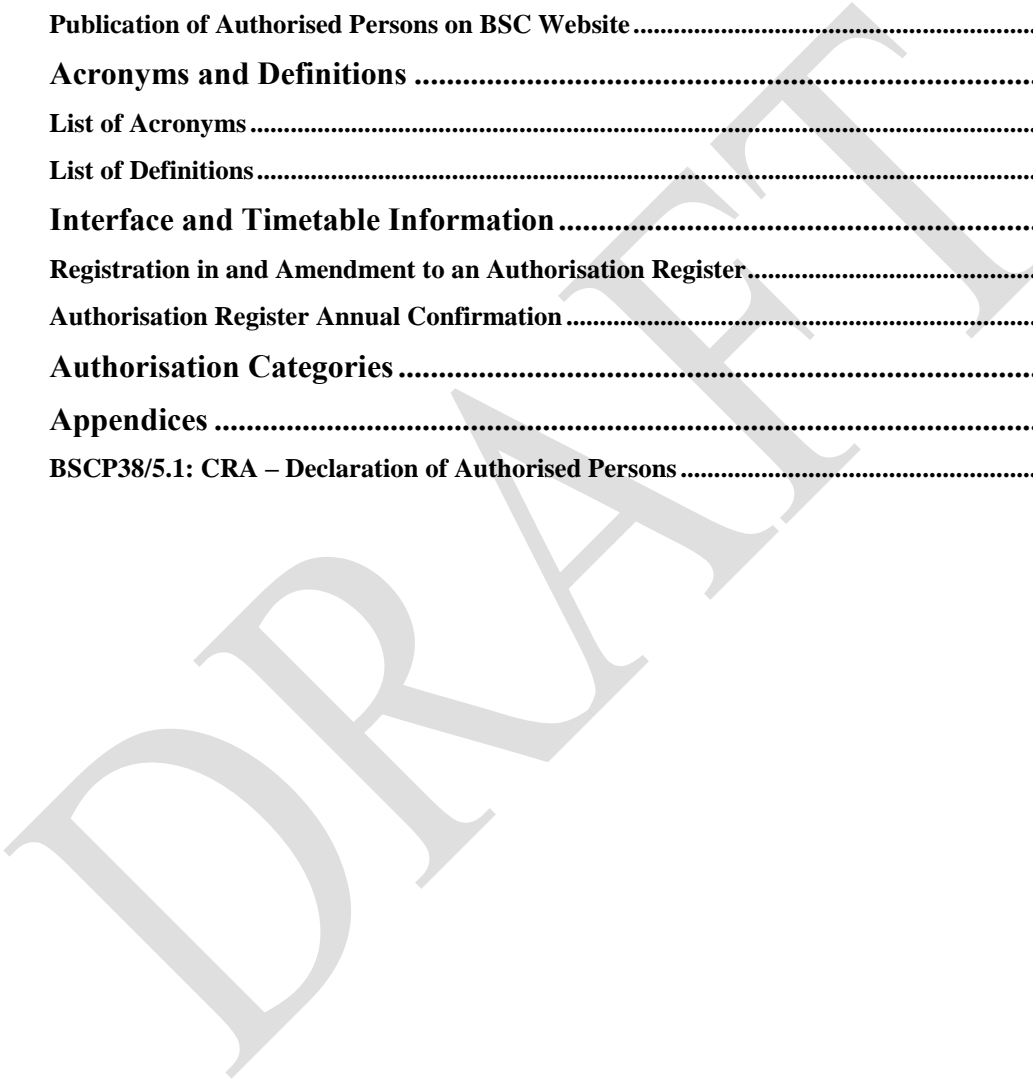 Publication of Authorised Persons on BSC Website ........................................................................
Acronyms and Definitions ........................................................................
List of Acronyms ........................................................................
List of Definitions ........................................................................
Interface and Timetable Information ........................................................................
Registration in and Amendment to an Authorisation Register ........................................................................
Authorisation Register Annual Confirmation ........................................................................
Authorisation Categories ........................................................................
Appendices ........................................................................
BSCP38/5.1: CRA – Declaration of Authorised Persons ........................................................................
DRAFT